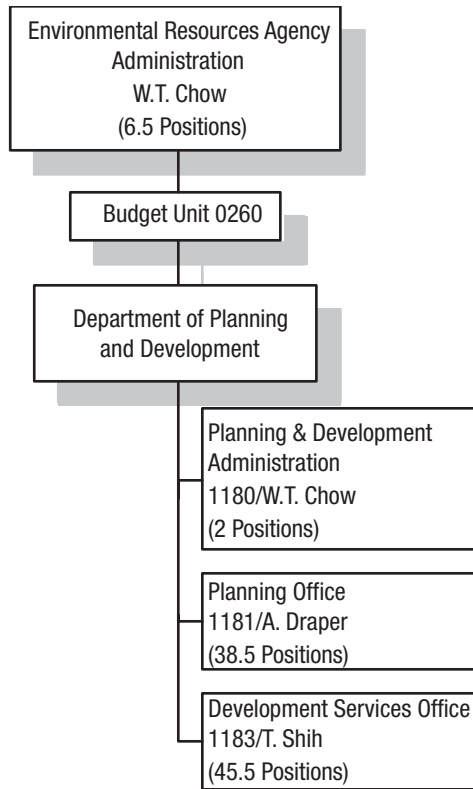 Environmental Resources Agency
Administration
W.T. Chow
(6.5 Positions)
Budget Unit 0260
Department of Planning
and Development
Planning & Development
Administration
1180/W.T. Chow
(2 Positions)
Planning Office
1181/A. Draper
(38.5 Positions)
Development Services Office
1183/T. Shih
(45.5 Positions)